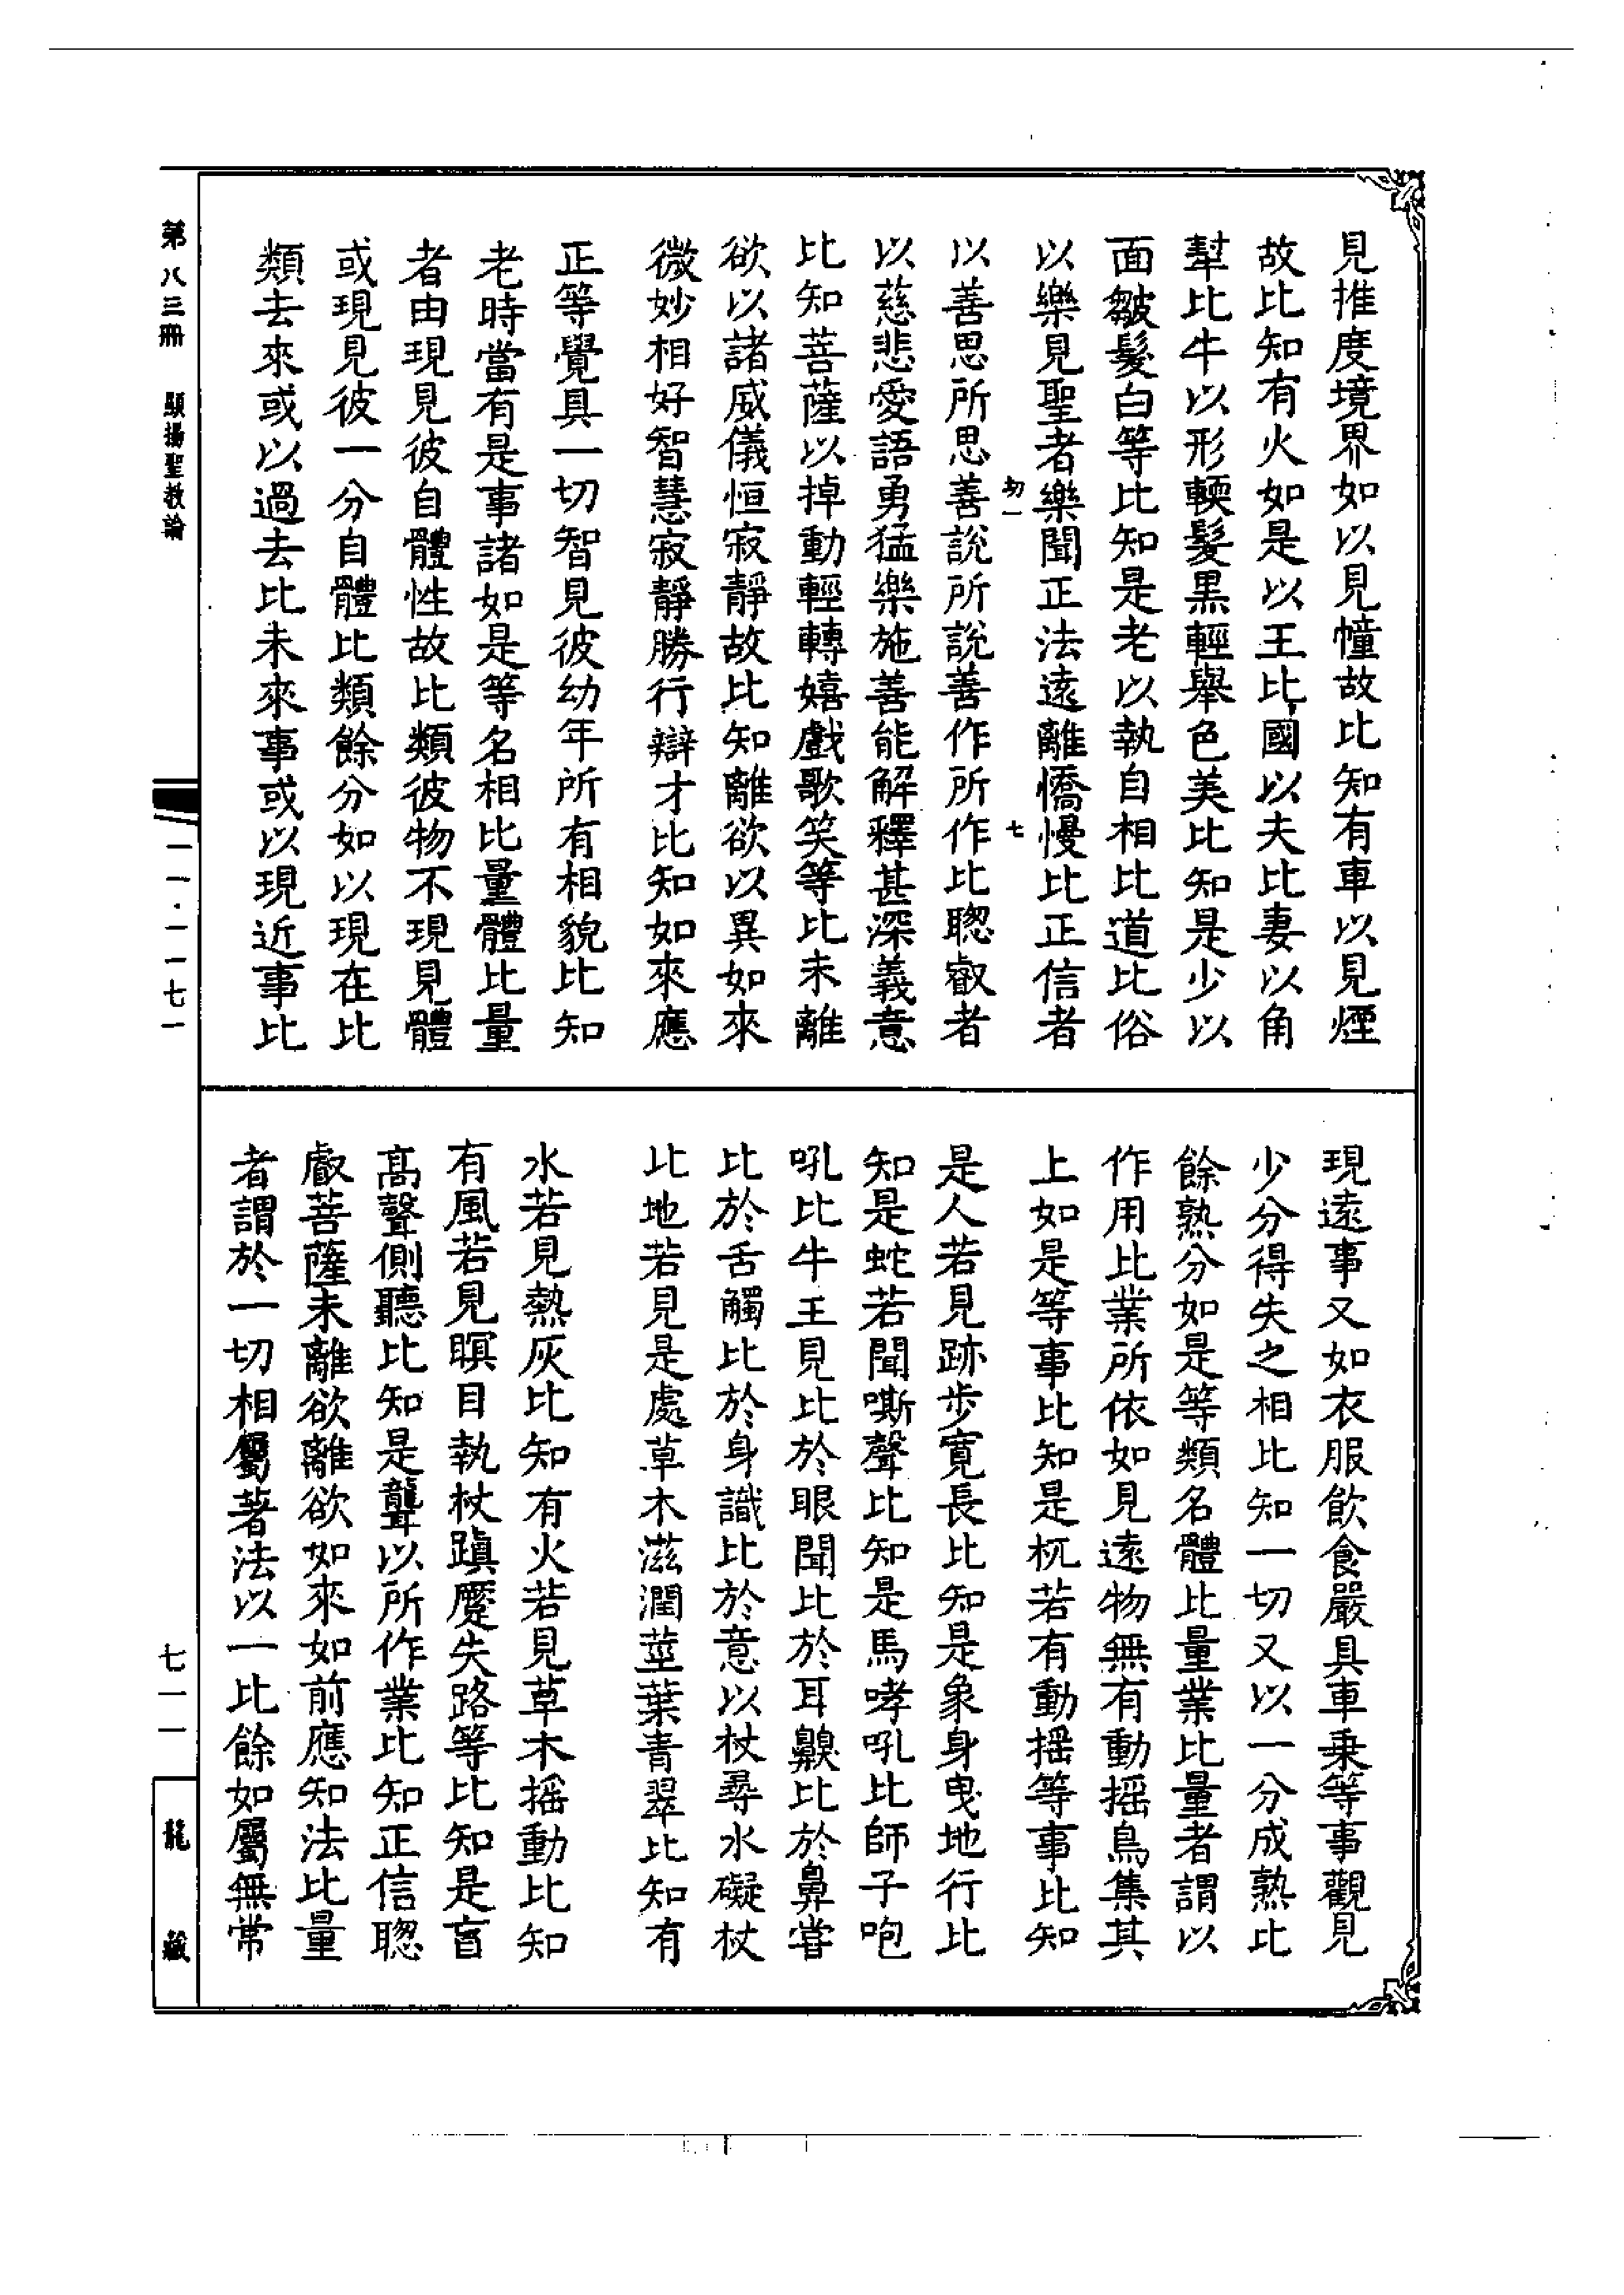 見推度境界如以見幢故比知有車以見煙
故比知有火如是以王比國以夫比妻以角
犎比牛以形輭髮黑輕舉色美比知是少以
面皺髮白等比知是老以執自相比道比俗
以樂見聖者樂聞正法遠離憍慢比正信者
七
以善思所思善說所說善作所作比聰叡者
以慈悲愛語勇猛樂施善能解釋甚深義意
比知菩薩以掉動輕轉嬉戲歌笑等比未離
欲以諸威儀恒寂靜故比知離欲以異如來
微妙相好智慧寂靜勝行辯才比知如來應
正等覺具一切智見彼幼年所有相貌比知
老時當有是事諸如是等名相比量體比量
者由現見彼自體性故比類彼物不現見體
或現見彼一分自體比類餘分如以現在比
類去來或以過去比未來事或以現近事比
現遠事又如衣服飲食嚴具車乘等事觀見
少分得失之相比知一切又以一分成熟比
餘熟分如是等類名體比量業比量者謂以
作用比業所依如見遠物無有動搖鳥集其
上如是等事比知是杌若有動搖等事比知
是人若見跡步寬長比知是象身曳地行比
知是蛇若聞嘶聲比知是馬哮吼比師子咆
吼比牛王見比於眼聞比於耳齅比於鼻嘗
比於舌觸比於身識比於意以杖尋水礙杖
比地若見是處草木滋潤莖葉青翠比知有
水若見熱灰比知有火若見草木搖動比知
有風若見瞑目執杖蹎蹷失路等比知是盲
高聲側聽比知是聾以所作業比知正信聰
叡菩薩未離欲離欲如來如前應知法比量
者謂於一切相屬著法以一比餘如屬無常
第八三冊 顯揚聖教論
一一·一一七一
七一一
龍藏